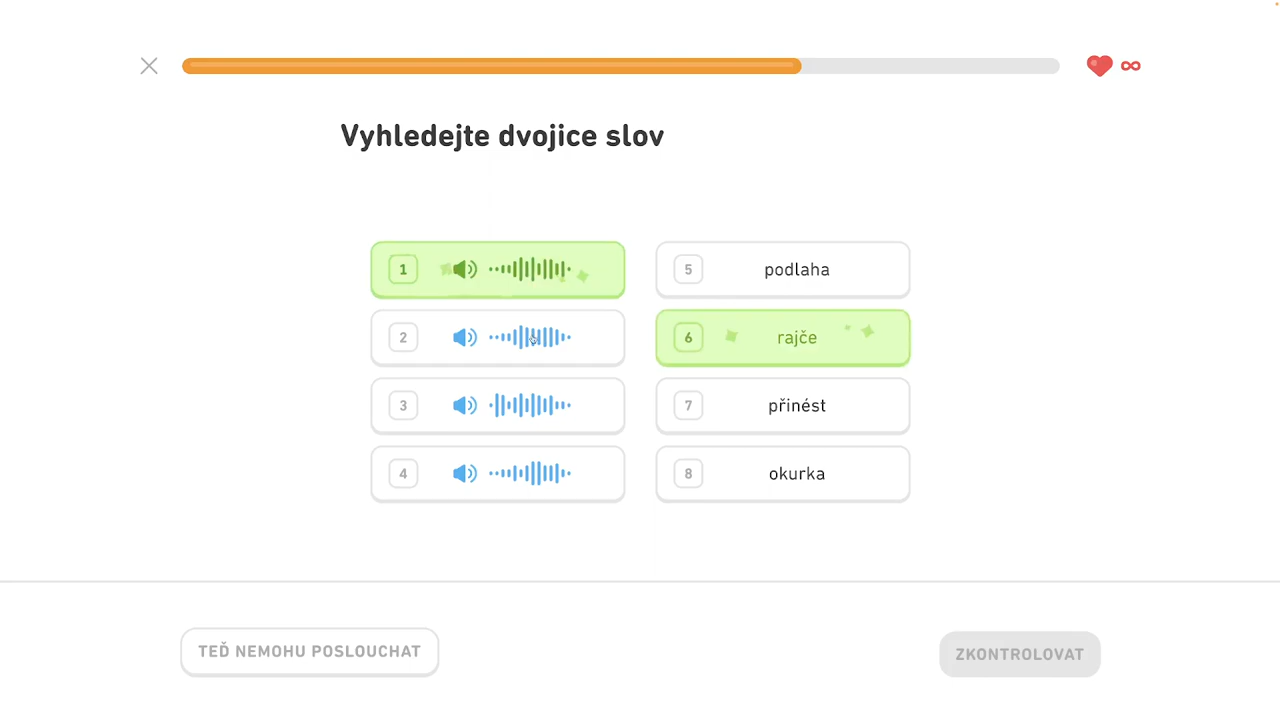 Vyhledejte dvojice slov
1
5 podlaha
2
6 rajče
3
7 přinést
4
8 okurka
TEĎ NEMOHU POSLOUCHAT
ZKONTROLOVAT